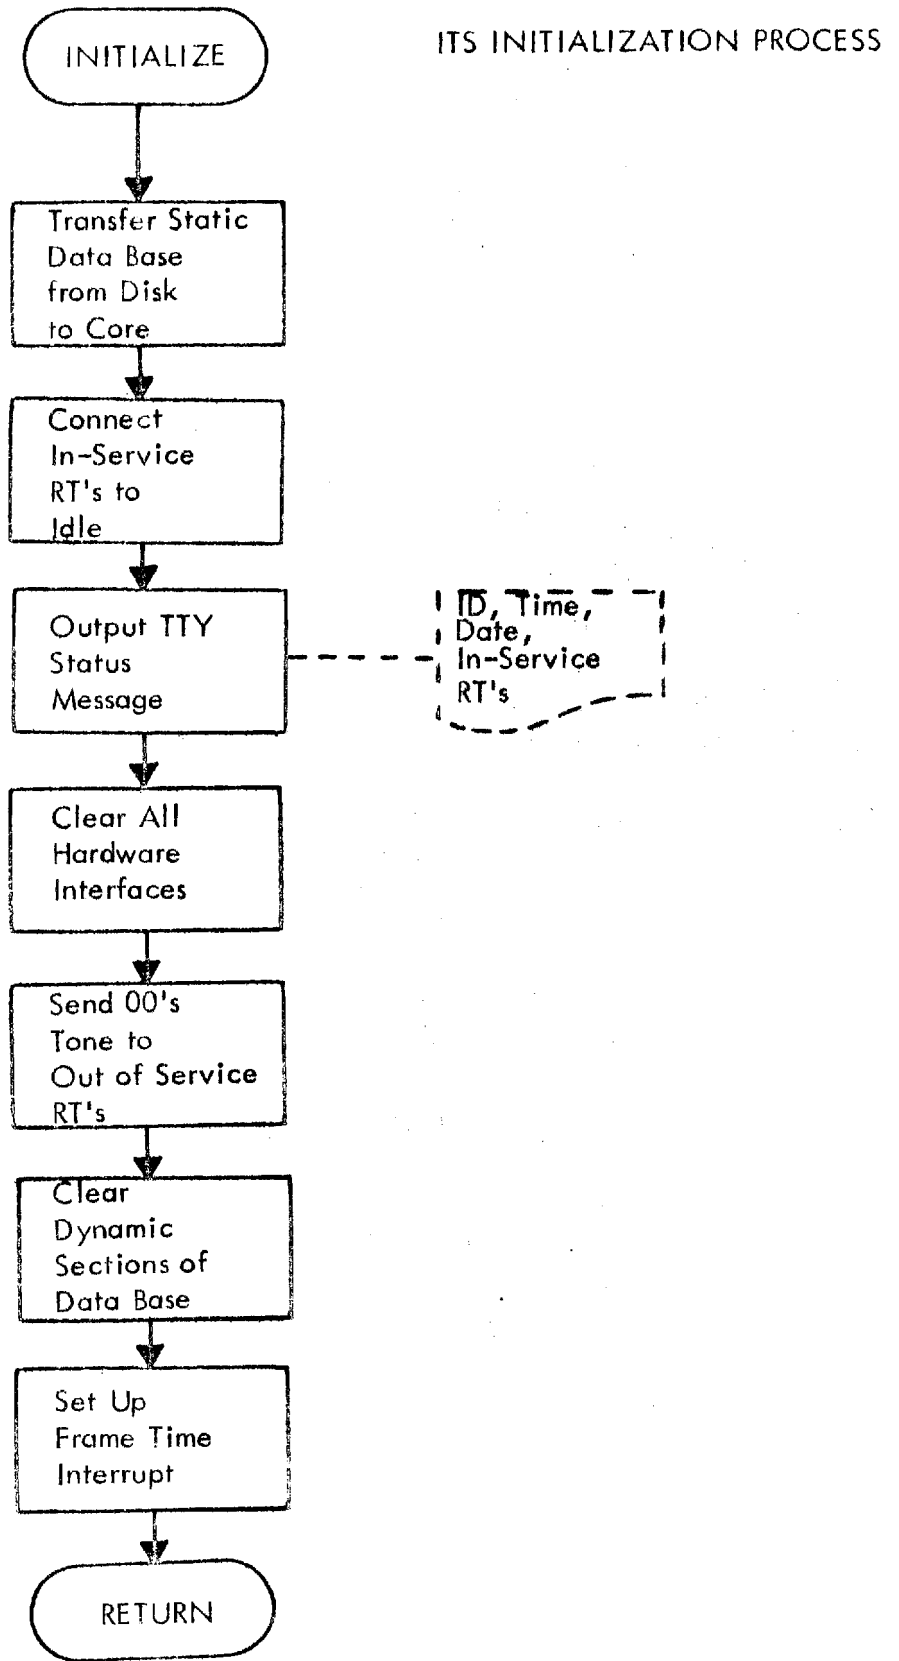 INITIALIZE
ITS INITIALIZATION PROCESS
Transfer Static
Data Base
from Disk
to Core
Connect
In-Service
RT's to
Idle
Output TTY
Status
Message
ID, Time,
Date,
In-Service
RT's
Clear All
Hardware
Interfaces
Send 00's
Tone to
Out of Service
RT's
Clear
Dynamic
Sections of
Data Base
Set Up
Frame Time
Interrupt
RETURN